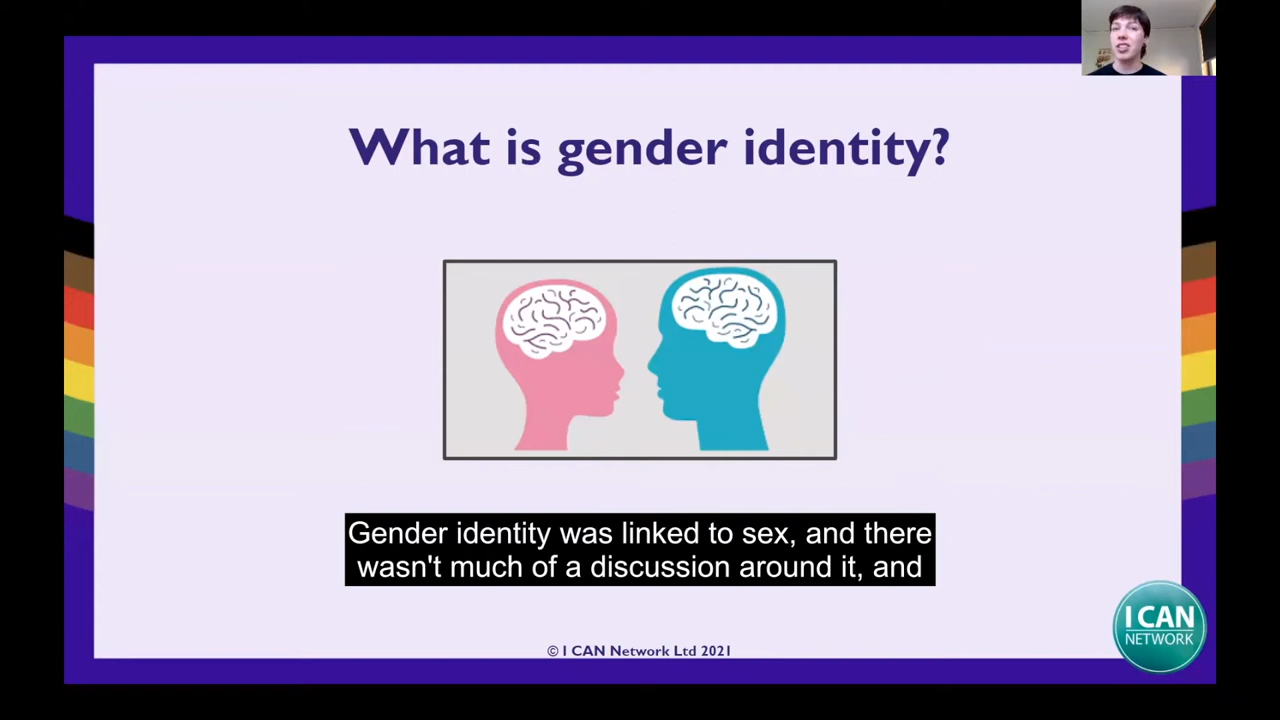 What is gender identity?
Gender identity was linked to sex, and there
wasn't much of a discussion around it, and
I CAN
NETWORK
© I CAN Network Ltd 2021